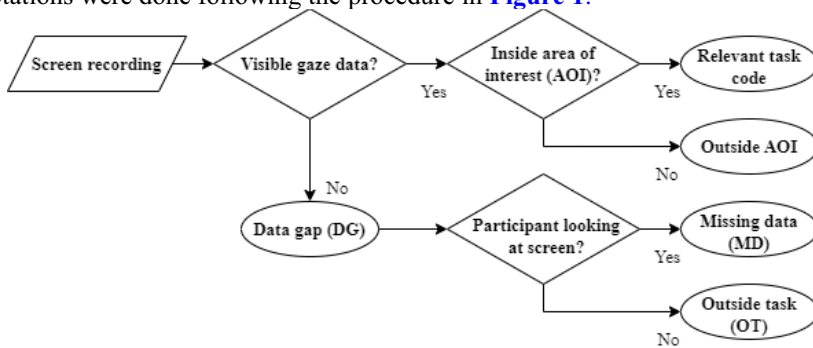 tations were done following the procedure in Figure 1.
Screen recording
Visible gaze data?
Yes
Inside area of
interest (AOI)?
Yes
Relevant task
code
No
Outside AOI
No
Data gap (DG)
Participant looking
at screen?
Yes
Missing data
(MD)
No
Outside task
(OT)